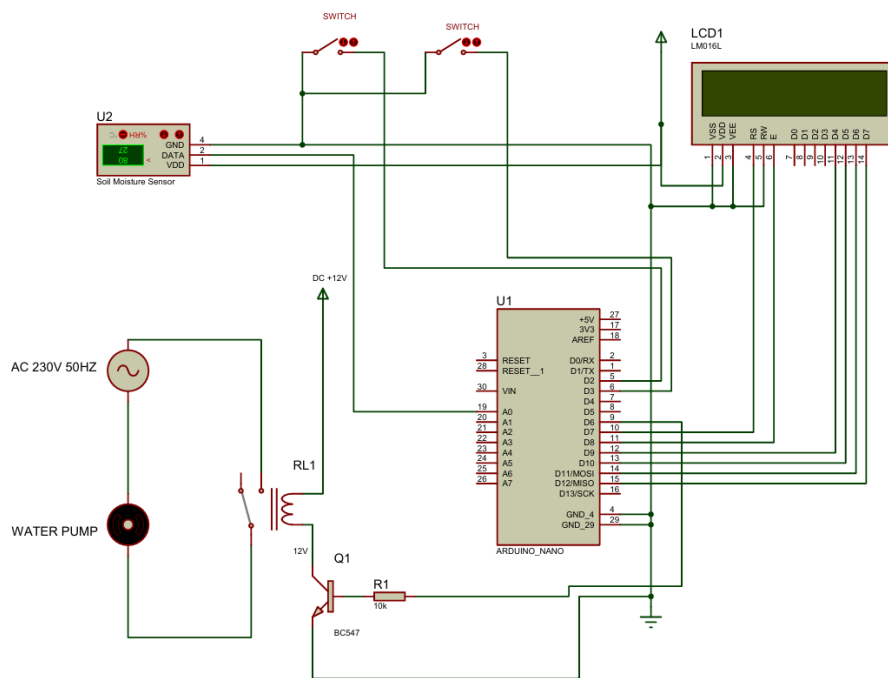 SWITCH
SWITCH
LCD1
LM016L
VSS VDD VEE RS RW E D0 D1 D2 D3 D4 D5 D6 D7
1 2 3 4 5 6 7 8 9 10 11 12 13 14
U2
%RH °C
80
27
>
GND 4
DATA 2
VDD 1
Soil Moisture Sensor
DC +12V
U1
+5V 27
3V3 17
AREF 18
3 RESET D0/RX 2
28 RESET__1 D1/TX 1
D2 5
30 VIN D3 6
D4 7
19 A0 D5 8
20 A1 D6 9
21 A2 D7 10
22 A3 D8 11
23 A4 D9 12
24 A5 D10 13
25 A6 D11/MOSI 14
26 A7 D12/MISO 15
D13/SCK 16
GND_4 4
GND_29 29
ARDUINO_NANO
AC 230V 50HZ
RL1
WATER PUMP
12V
Q1
BC547
R1
10k